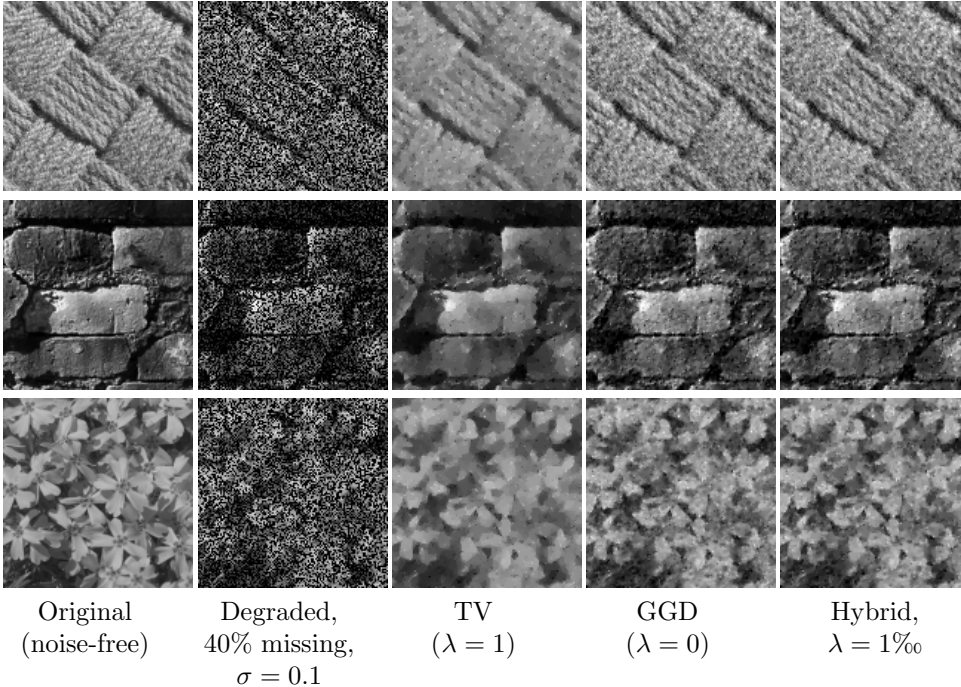 Original
(noise-free)
Degraded,
40% missing,
σ = 0.1
TV
(λ = 1)
GGD
(λ = 0)
Hybrid,
λ = 1‰